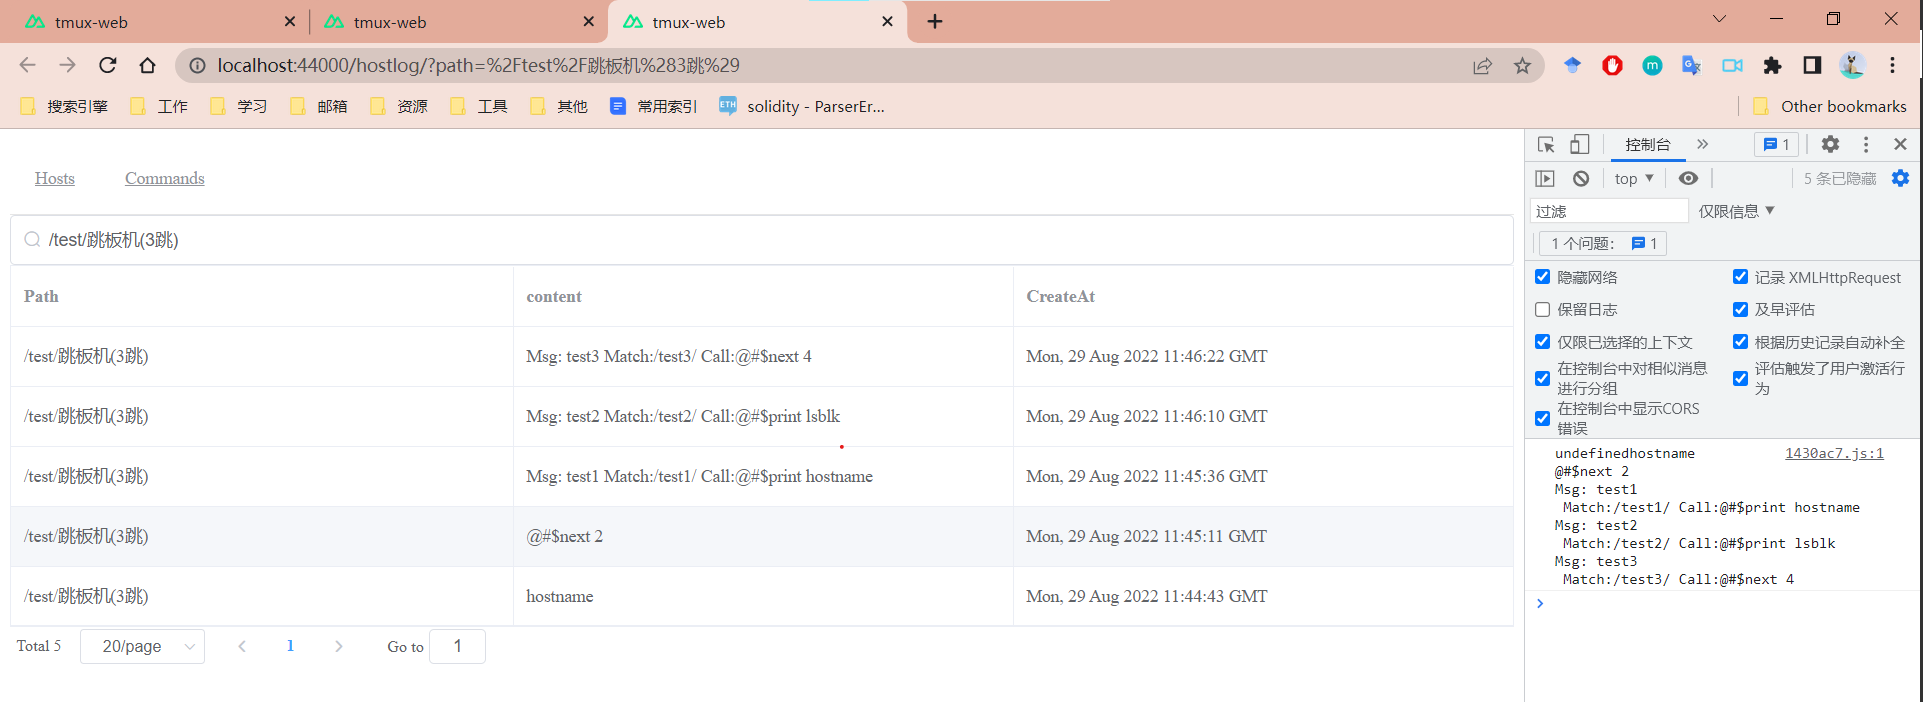 tmux-web
tmux-web
tmux-web
localhost:44000/hostlog/?path=%2Ftest%2F跳板机%283跳%29
搜索引擎 工作 学习 邮箱 资源 工具 其他 常用索引 ETH solidity - ParserEr... Other bookmarks
Hosts Commands
/test/跳板机(3跳)
Path content CreateAt
/test/跳板机(3跳) Msg: test3 Match:/test3/ Call:@#$next 4 Mon, 29 Aug 2022 11:46:22 GMT
/test/跳板机(3跳) Msg: test2 Match:/test2/ Call:@#$print lsblk Mon, 29 Aug 2022 11:46:10 GMT
/test/跳板机(3跳) Msg: test1 Match:/test1/ Call:@#$print hostname Mon, 29 Aug 2022 11:45:36 GMT
/test/跳板机(3跳) @#$next 2 Mon, 29 Aug 2022 11:45:11 GMT
/test/跳板机(3跳) hostname Mon, 29 Aug 2022 11:44:43 GMT
Total 5 20/page 1 Go to 1
控制台 1
top 5 条已隐藏
过滤 仅限信息
1 个问题: 1
隐藏网络 记录 XMLHttpRequest
保留日志 及早评估
仅限已选择的上下文 根据历史记录自动补全
在控制台中对相似消息
进行分组
评估触发了用户激活行
为
在控制台中显示CORS
错误
undefinedhostname 1430ac7.js:1
@#$next 2
Msg: test1
Match:/test1/ Call:@#$print hostname
Msg: test2
Match:/test2/ Call:@#$print lsblk
Msg: test3
Match:/test3/ Call:@#$next 4